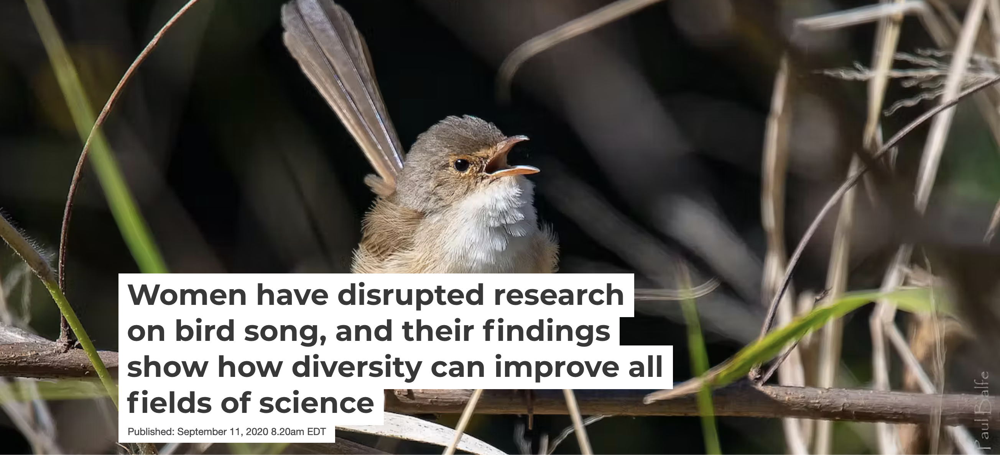 Women have disrupted research
on bird song, and their findings
show how diversity can improve all
fields of science
Published: September 11, 2020 8.20am EDT
Paul Balfe